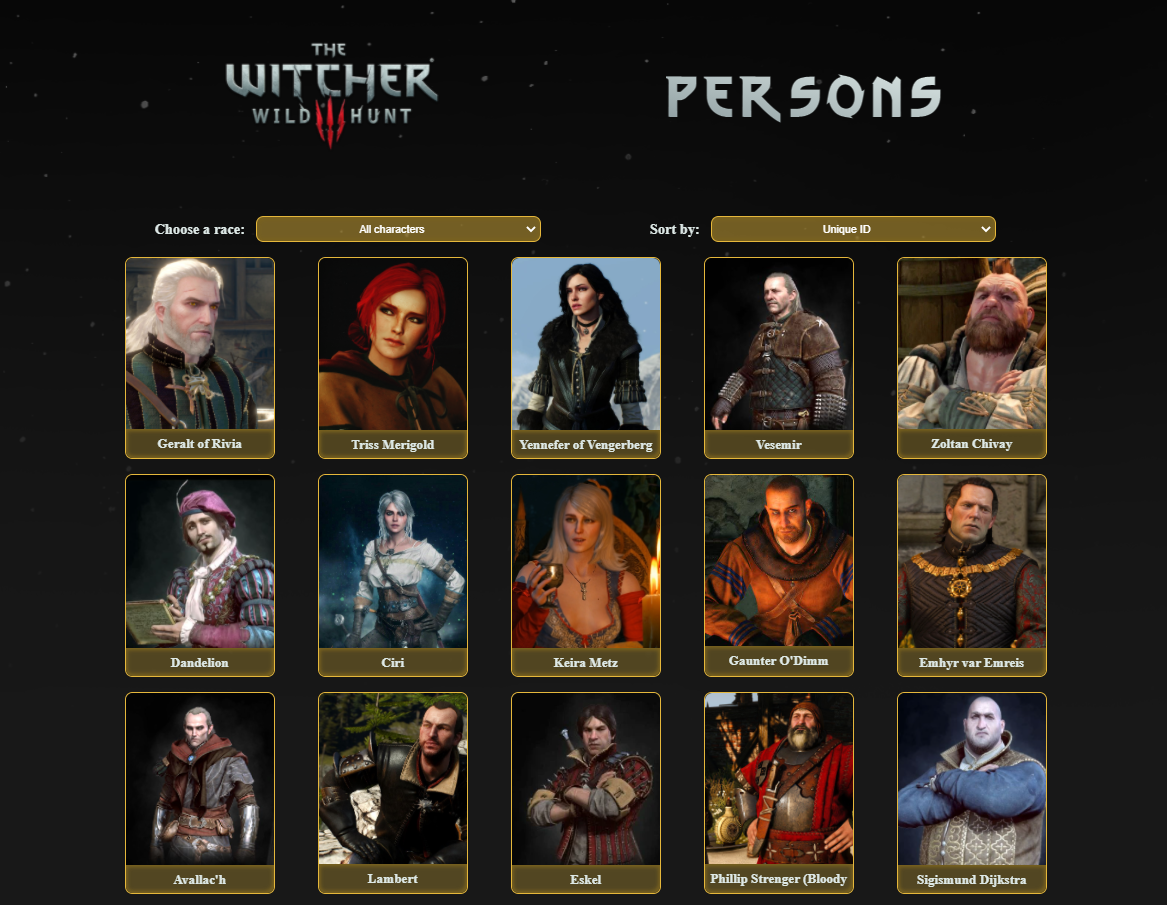 THE
WITCHER
WILD HUNT
PERSONS
Choose a race: All characters
Sort by: Unique ID
Geralt of Rivia
Triss Merigold
Yennefer of Vengerberg
Vesemir
Zołtan Chivay
Dandelion
Ciri
Keira Metz
Gaunter O'Dimm
Emhyr var Emreis
Avallac'h
Lambert
Eskel
Phillip Strenger (Bloody
Sigismund Dijkstra